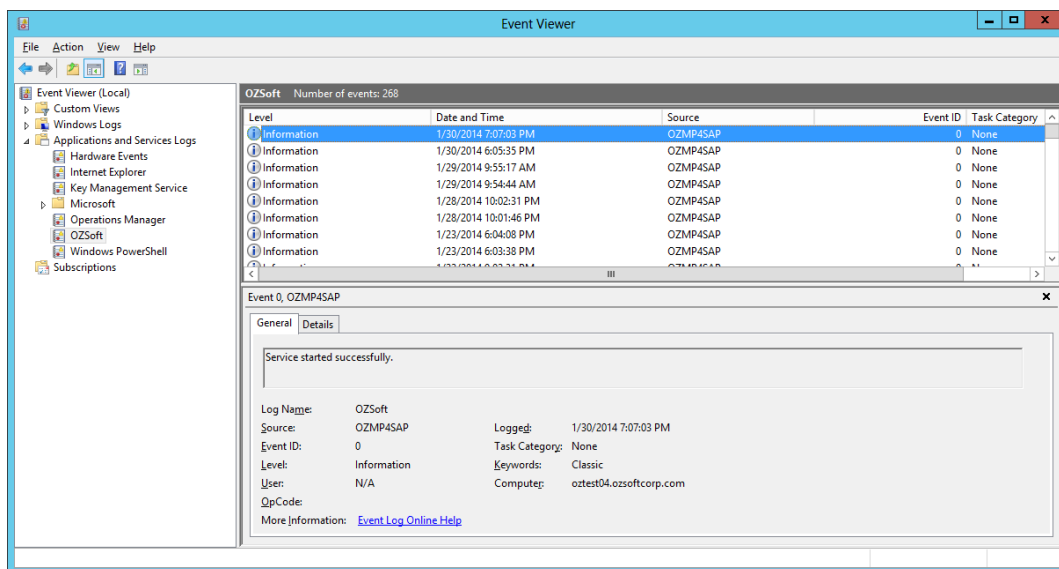 Event Viewer
File Action View Help
Event Viewer (Local)
Custom Views
Windows Logs
Applications and Services Logs
Hardware Events
Internet Explorer
Key Management Service
Microsoft
Operations Manager
OZSoft
Windows PowerShell
Subscriptions
OZSoft Number of events: 268
Level Date and Time Source Event ID Task Category
Information 1/30/2014 7:07:03 PM OZMP4SAP 0 None
Information 1/30/2014 6:05:35 PM OZMP4SAP 0 None
Information 1/29/2014 9:55:17 AM OZMP4SAP 0 None
Information 1/29/2014 9:54:44 AM OZMP4SAP 0 None
Information 1/28/2014 10:02:31 PM OZMP4SAP 0 None
Information 1/28/2014 10:01:46 PM OZMP4SAP 0 None
Information 1/23/2014 6:04:08 PM OZMP4SAP 0 None
Information 1/23/2014 6:03:38 PM OZMP4SAP 0 None
Event 0, OZMP4SAP
General Details
Service started successfully.
Log Name: OZSoft
Source: OZMP4SAP Logged: 1/30/2014 7:07:03 PM
Event ID: 0 Task Category: None
Level: Information Keywords: Classic
User: N/A Computer: oztest04.ozsoftcorp.com
OpCode:
More Information: Event Log Online Help